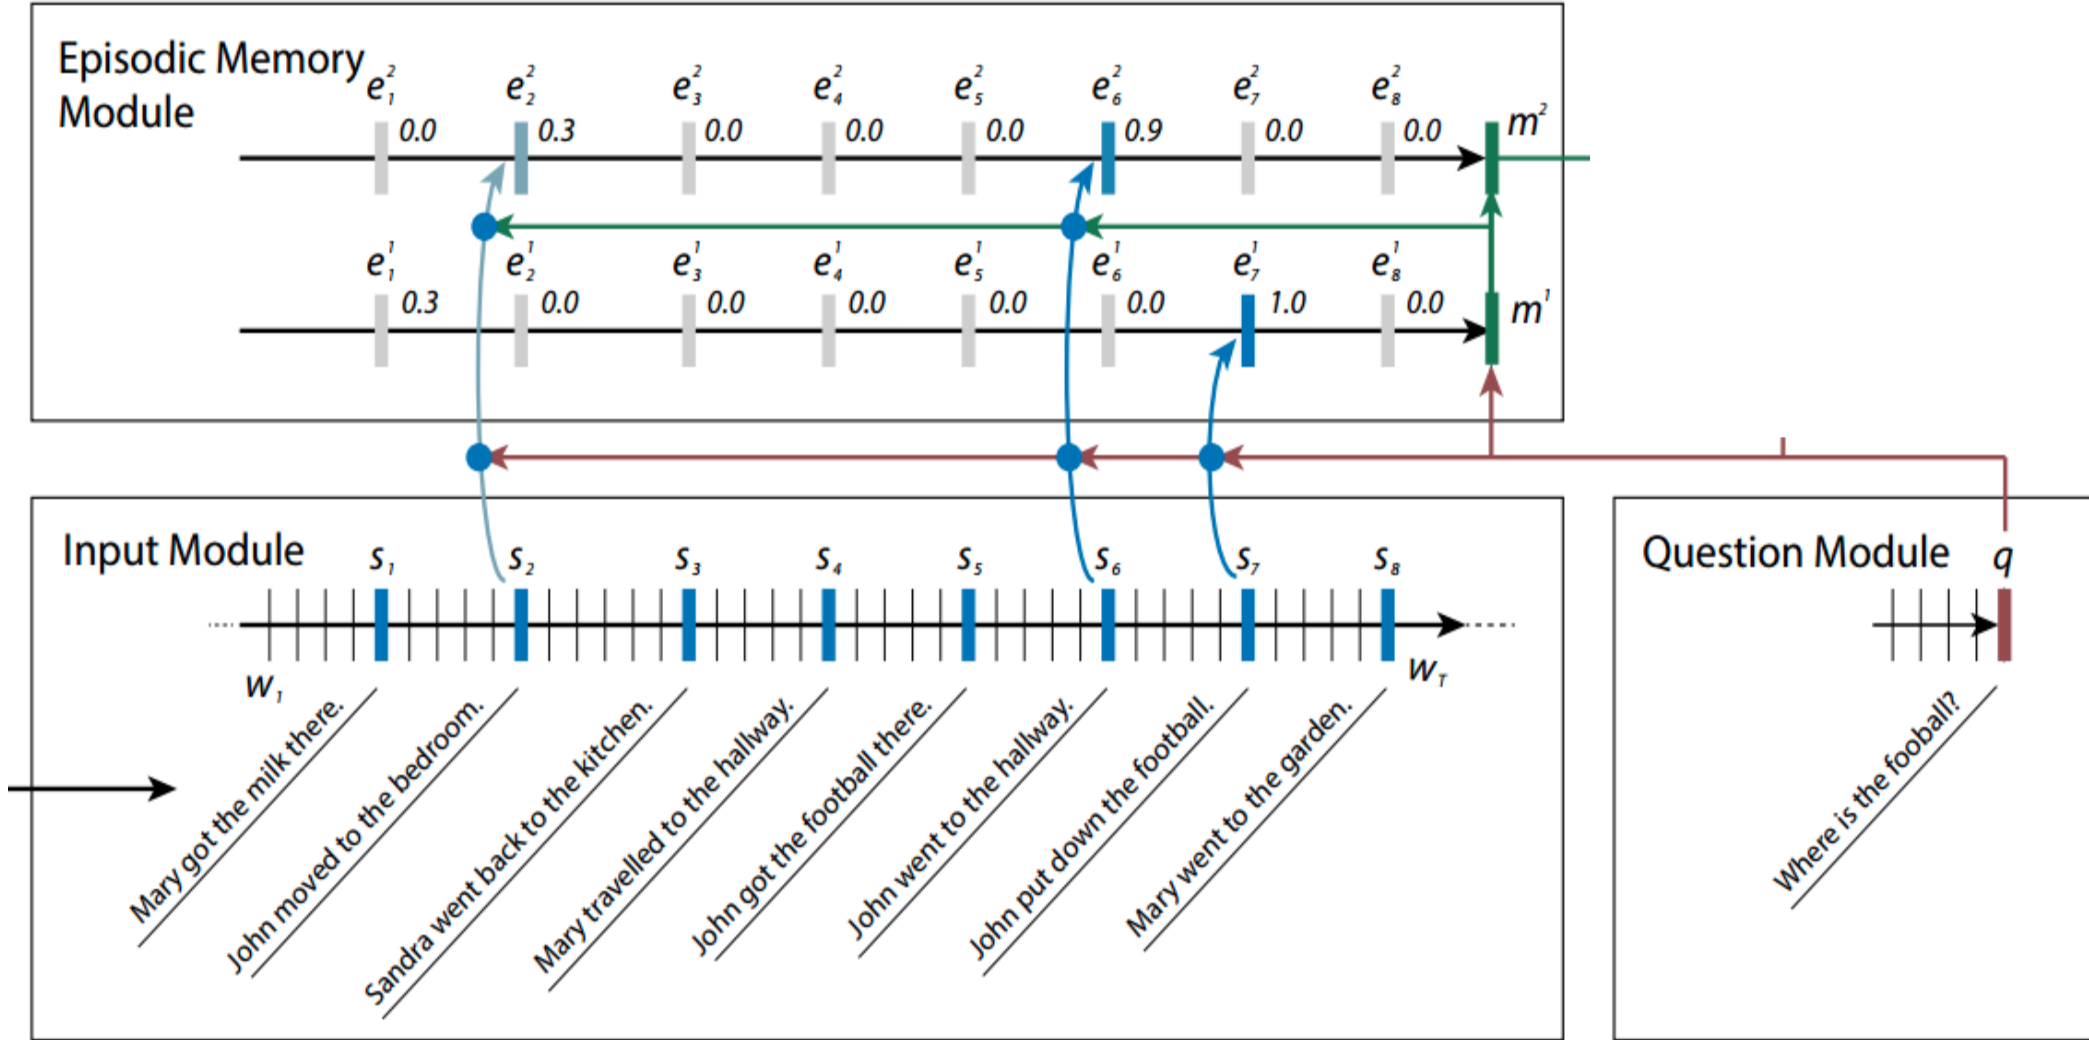 Episodic Memory
Module
e₁² e₂² e₃² e₄² e₅² e₆² e₇² e₈²
0.0 0.3 0.0 0.0 0.0 0.9 0.0 0.0 m²
e₁¹ e₂¹ e₃¹ e₄¹ e₅¹ e₆¹ e₇¹ e₈¹
0.3 0.0 0.0 0.0 0.0 0.0 1.0 0.0 m¹
Input Module
s₁ s₂ s₃ s₄ s₅ s₆ s₇ s₈
w₁
w_T
Mary got the milk there.
John moved to the bedroom.
Sandra went back to the kitchen.
Mary travelled to the hallway.
John got the football there.
John went to the hallway.
John put down the football.
Mary went to the garden.
Question Module
q
Where is the fooball?